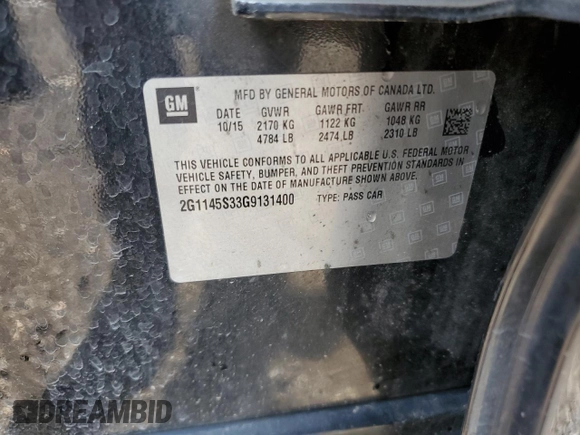 GM
MFD BY GENERAL MOTORS OF CANADA LTD.
DATE GVWR GAWR FRT GAWR RR
10/15 2170 KG 1122 KG 1048 KG
4784 LB 2474 LB 2310 LB
THIS VEHICLE CONFORMS TO ALL APPLICABLE U.S. FEDERAL MOTOR
VEHICLE SAFETY, BUMPER, AND THEFT PREVENTION STANDARDS IN
EFFECT ON THE DATE OF MANUFACTURE SHOWN ABOVE.
2G1145S33G9131400 TYPE: PASS CAR
DREAMBID